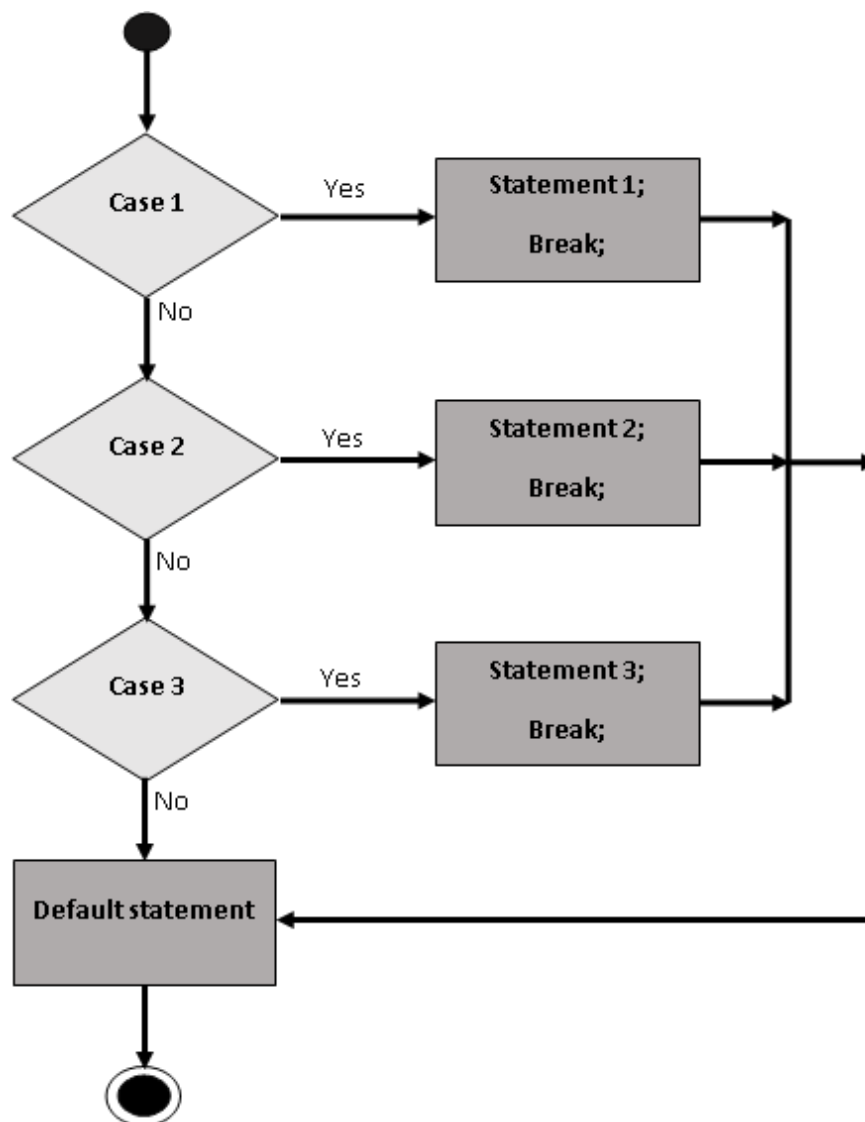 Case 1
Yes
Statement 1;
Break;
No
Case 2
Yes
Statement 2;
Break;
No
Case 3
Yes
Statement 3;
Break;
No
Default statement